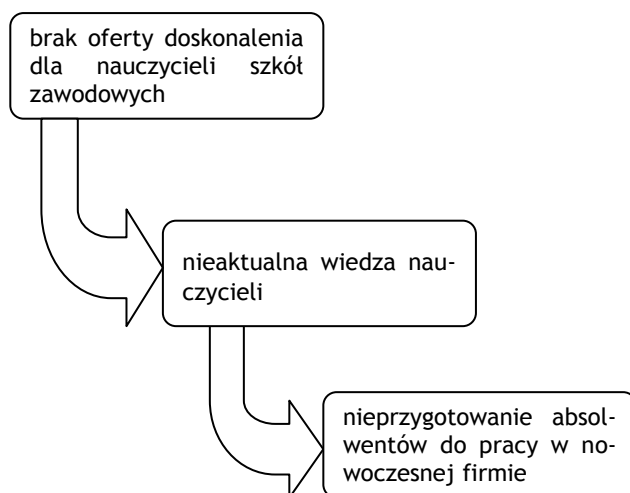 brak oferty doskonalenia
dla nauczycieli szkół
zawodowych
nieaktualna wiedza nau-
czycieli
nieprzygotowanie absol-
wentów do pracy w no-
woczesnej firmie